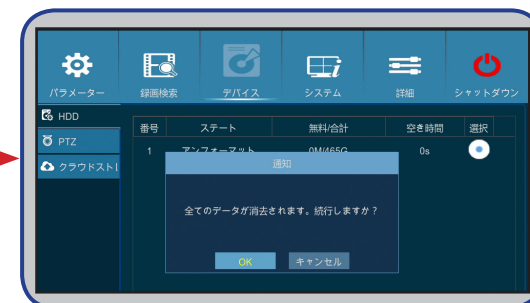 パラメーター 録画検索 デバイス システム 詳細 シャットダウン
HDD
PTZ
クラウドスト
番号 ステート 無料/合計 空き時間 選択
1 アンフォーマット 0M/465G 0s
通知
全てのデータが消去されます。続行しますか？
OK キャンセル